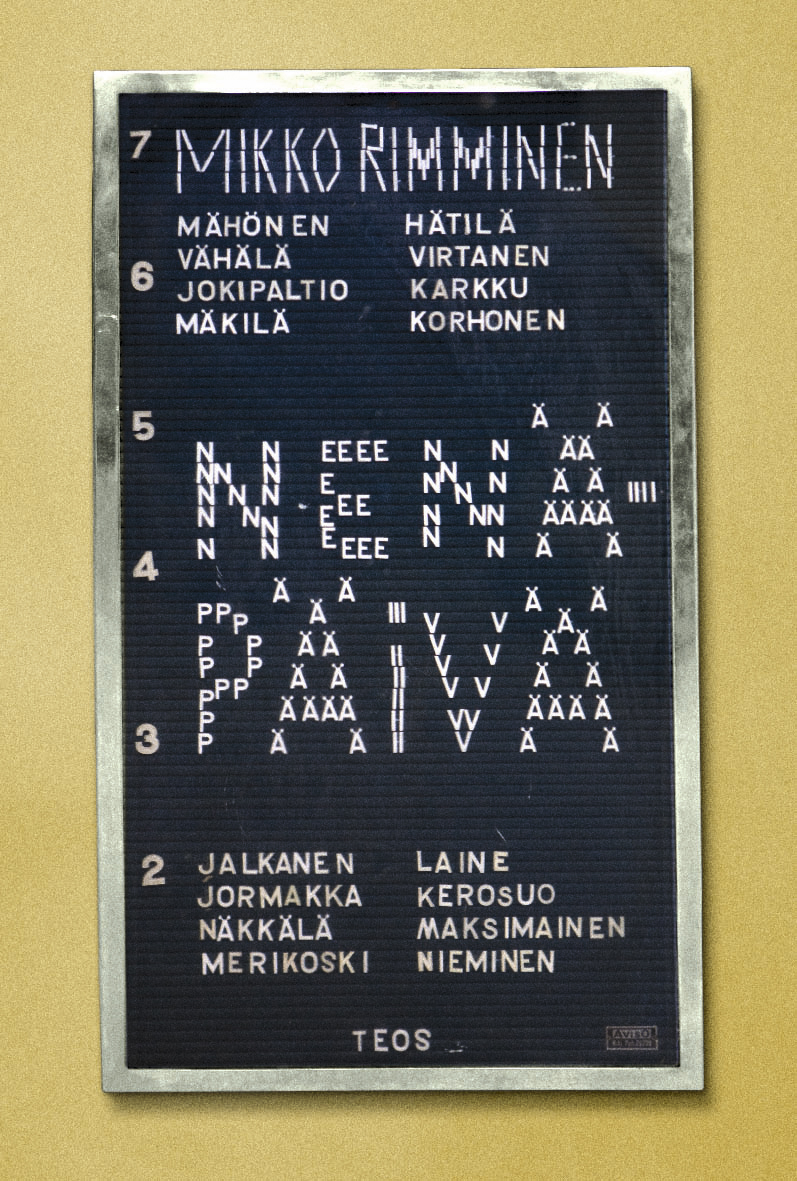 7 MIKKO RIMMINEN
MÄHÖNEN HÄTILÄ
6 VÄHÄLÄ VIRTANEN
JOKIPALTIO KARKKU
MÄKILÄ KORHONEN
5
NENÄ-
4
PÄIVÄ
3
2 JALKANEN LAINE
JORMAKKA KEROSUO
NÄKKÄLÄ MAKSIMAINEN
MERIKOSKI NIEMINEN
TEOS